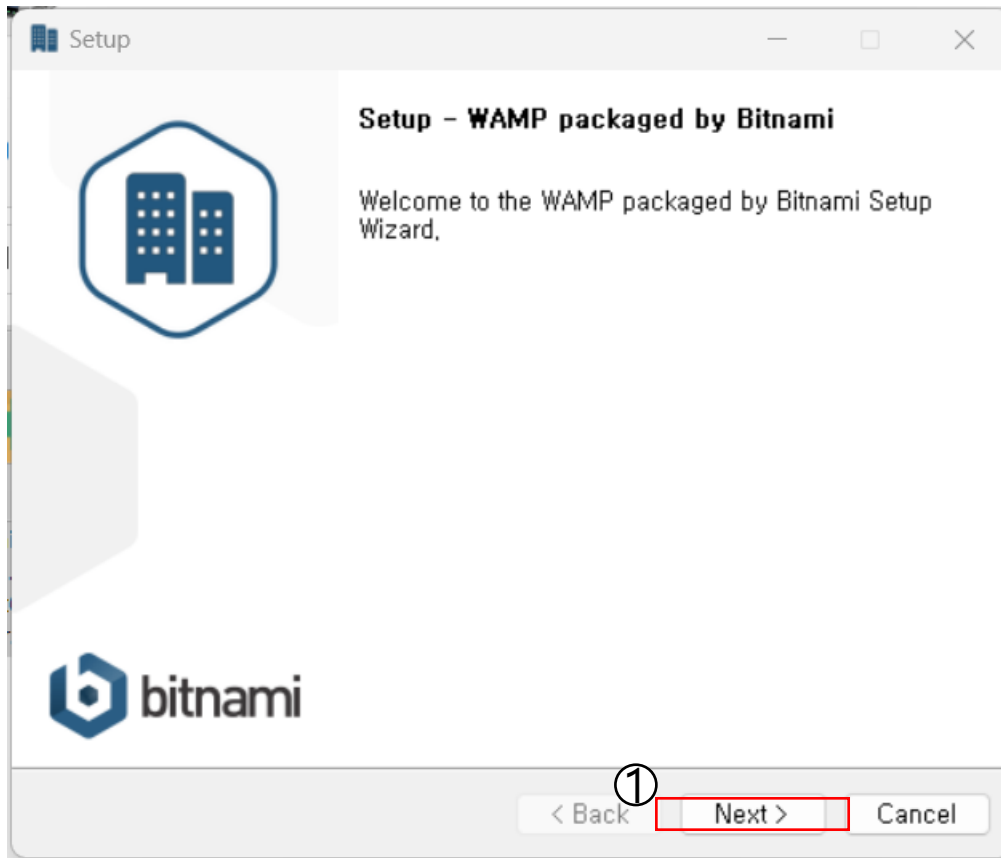 Setup
Setup - WAMP packaged by Bitnami
Welcome to the WAMP packaged by Bitnami Setup
Wizard.
bitnami
①
< Back
Next >
Cancel